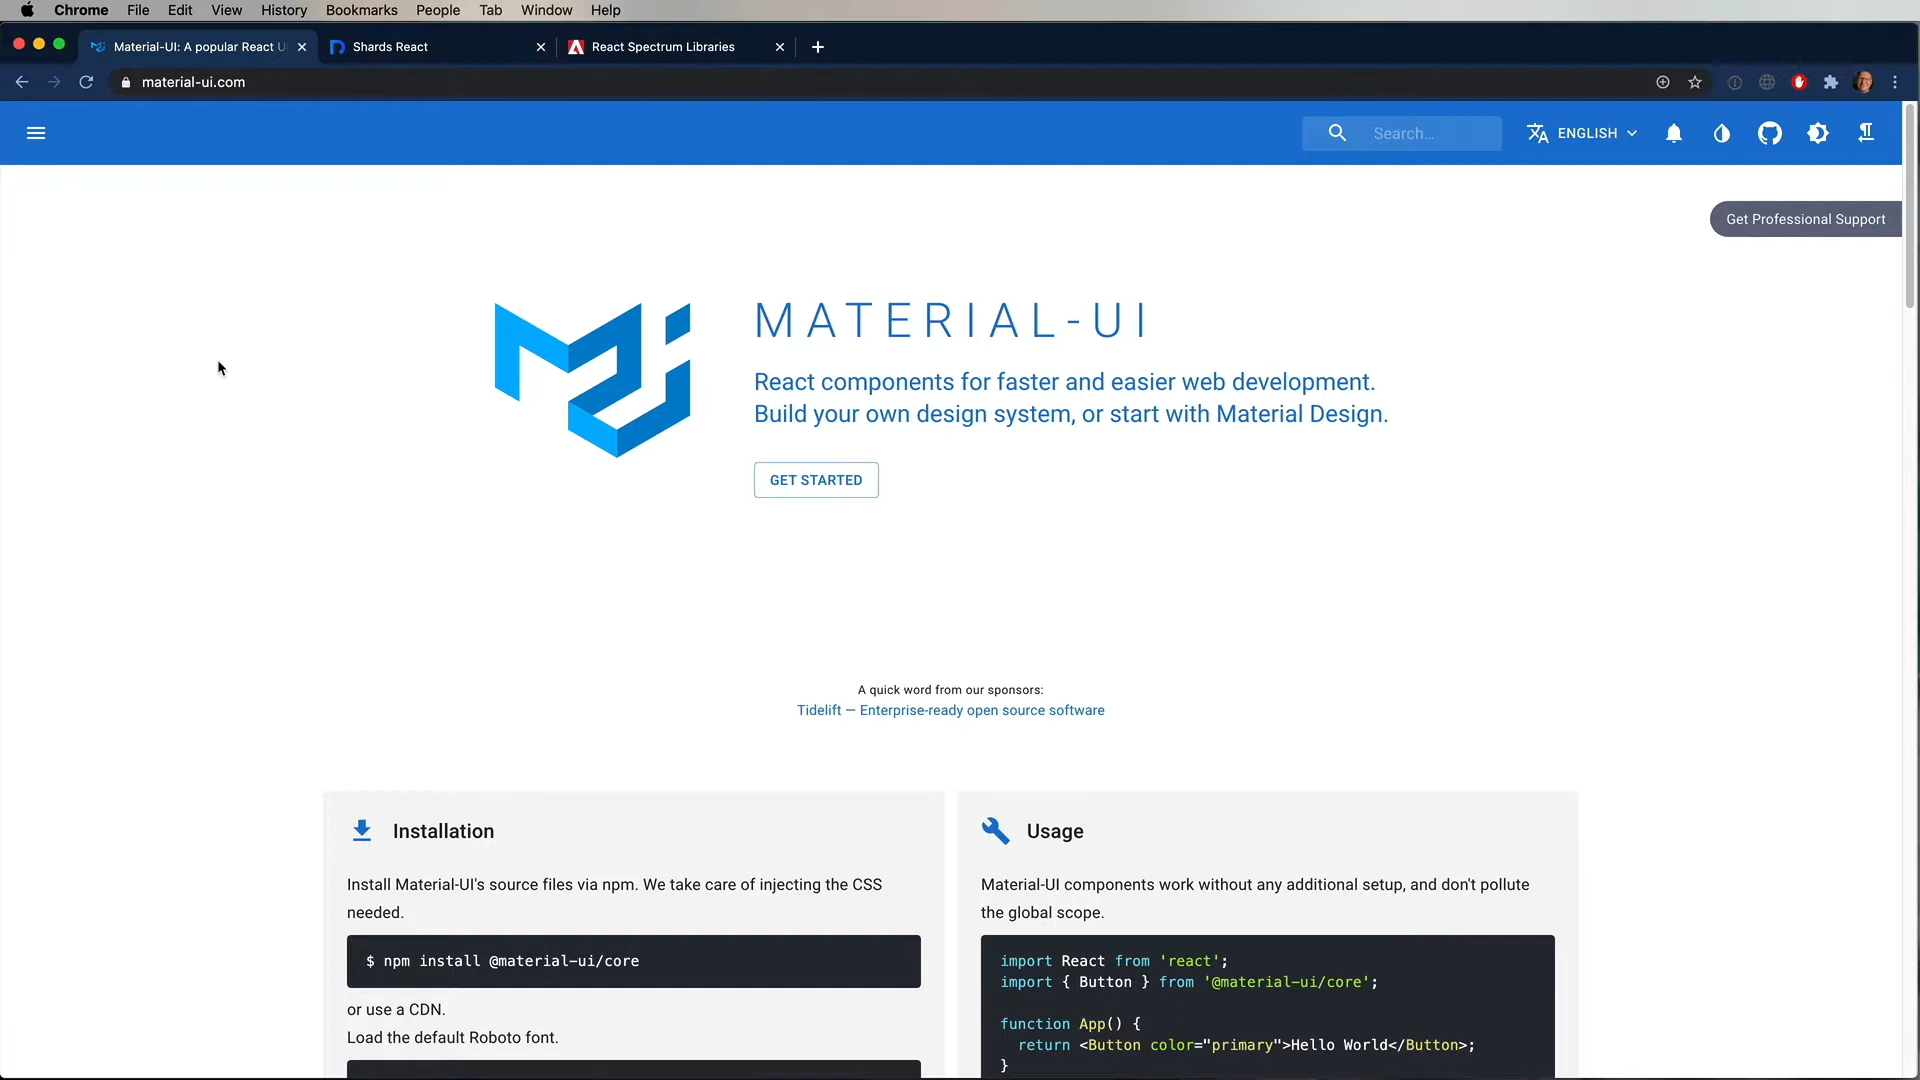 Chrome File Edit View History Bookmarks People Tab Window Help
Material-UI: A popular React U
Shards React
React Spectrum Libraries
material-ui.com
Search...
ENGLISH
Get Professional Support
MATERIAL-UI
React components for faster and easier web development.
Build your own design system, or start with Material Design.
GET STARTED
A quick word from our sponsors:
Tidelift — Enterprise-ready open source software
Installation
Install Material-UI's source files via npm. We take care of injecting the CSS
needed.
$ npm install @material-ui/core
or use a CDN.
Load the default Roboto font.
Usage
Material-UI components work without any additional setup, and don't pollute
the global scope.
import React from 'react';
import { Button } from '@material-ui/core';
function App() {
return <Button color="primary">Hello World</Button>;
}